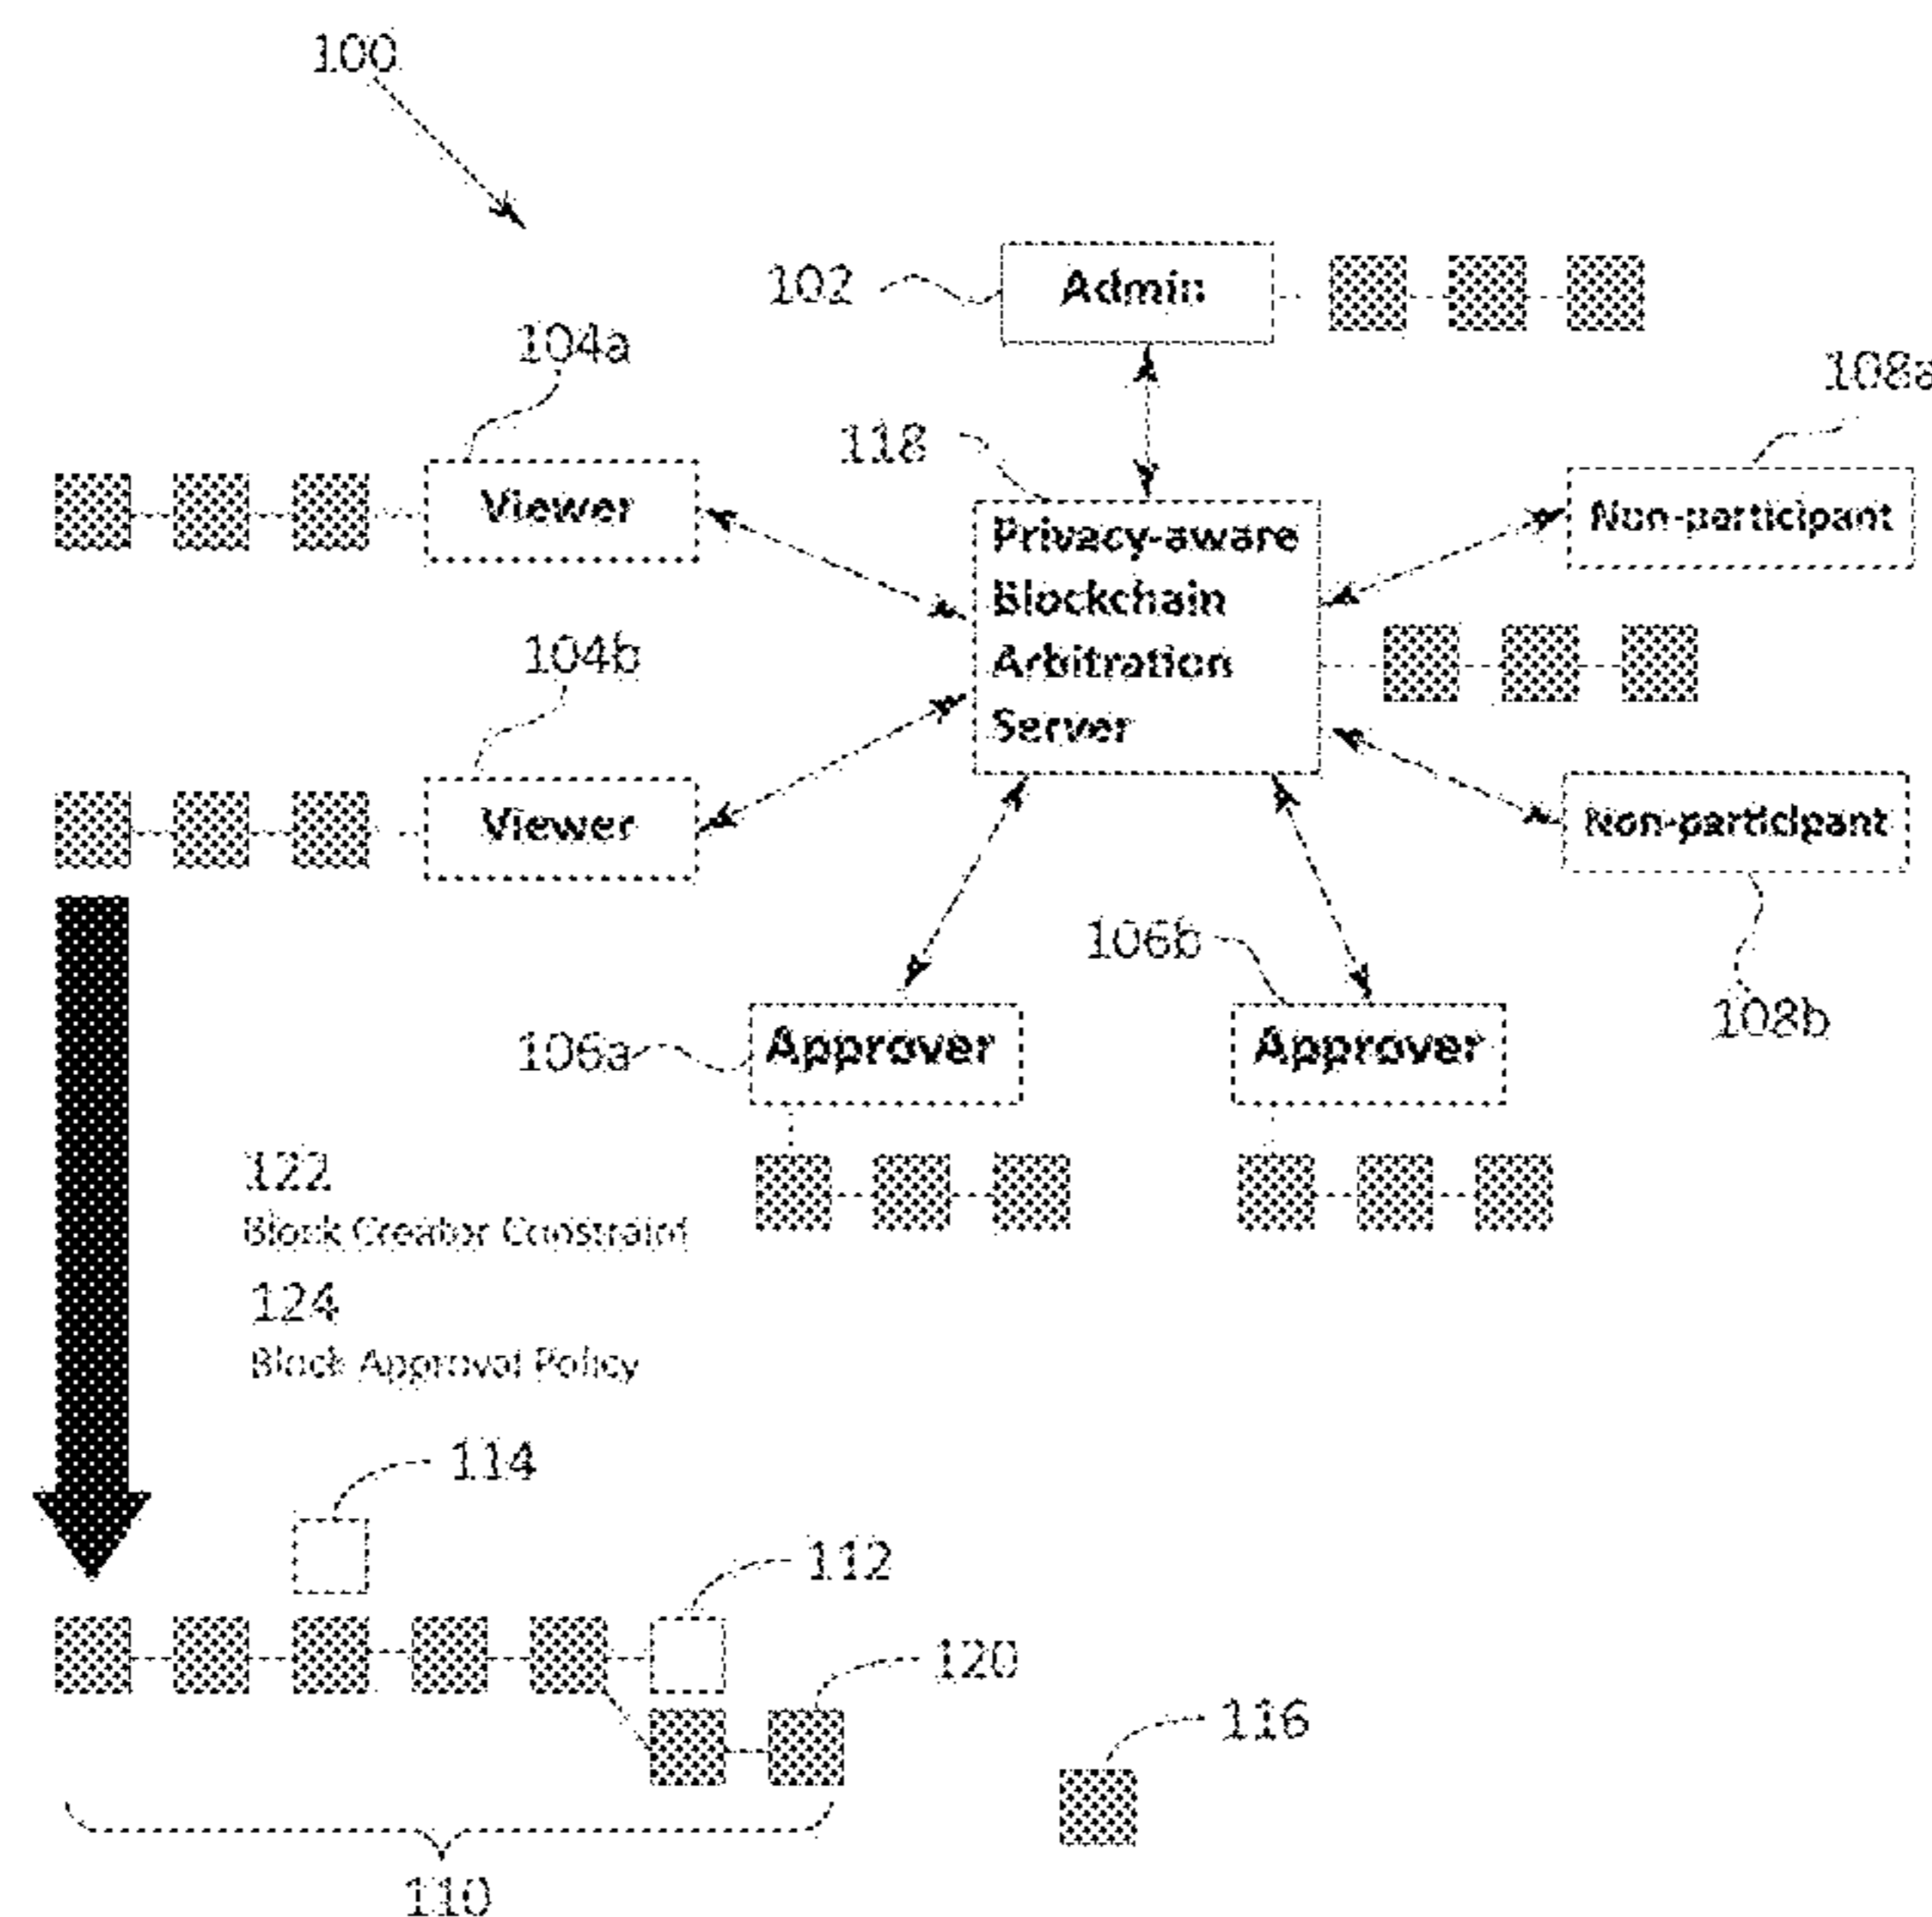 100
102
Admin
104a
108a
118
Viewer
Non-participant
Privacy-aware
Blockchain
Arbitration
Server
104b
Viewer
Non-participant
106b
108b
106a
Approver
Approver
122
Block Creator Constraint
124
Block Approval Policy
114
112
120
116
110